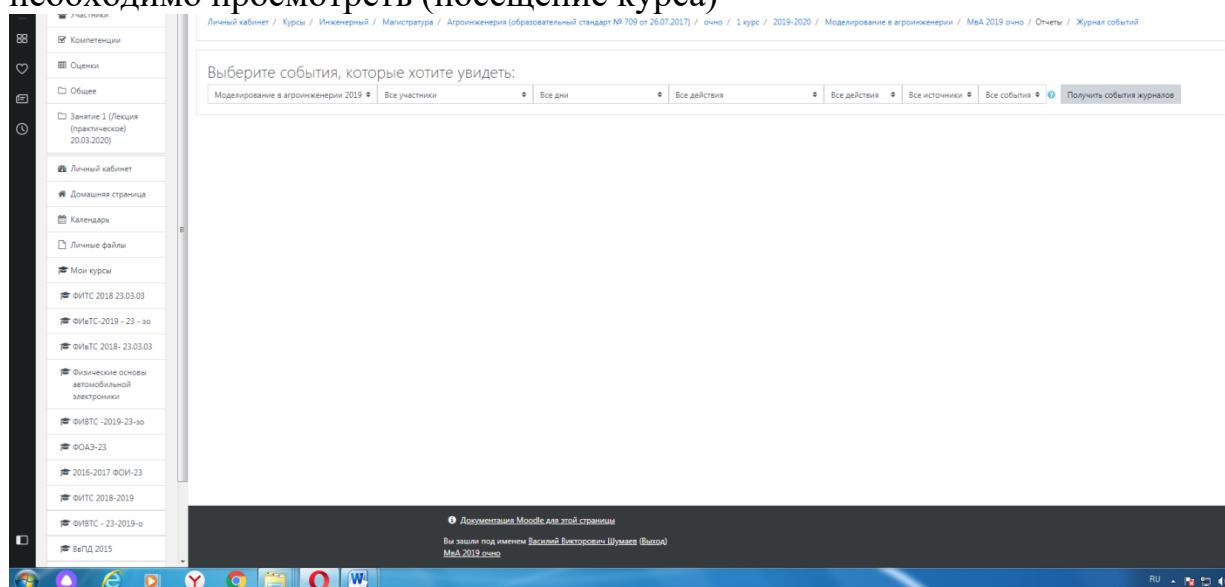 необходимо просмотреть (посещение курса)
Участники
Компетенции
Оценки
Общее
Занятие 1 (Лекция
(практическое)
20.03.2020)
Личный кабинет
Домашняя страница
Календарь
Личные файлы
Мои курсы
ФИТС 2018 23.03.03
ФИвТС-2019 - 23 - зо
ФИвТС 2018- 23.03.03
Физические основы
автомобильной
электроники
ФИВТС -2019-23-зо
ФОАЭ-23
2016-2017 ФОИ-23
ФИТС 2018-2019
ФИВТС - 23-2019-о
ВвПД 2015
Личный кабинет / Курсы / Инженерный / Магистратура / Агроинженерия (образовательный стандарт № 709 от 26.07.2017) / очно / 1 курс / 2019-2020 / Моделирование в агроинженерии / МвА 2019 очно / Отчеты / Журнал событий
Выберите события, которые хотите увидеть:
Моделирование в агроинженерии 2019 Все участники Все дни Все действия Все действия Все источники Все события Получить события журналов
Документация Moodle для этой страницы
Вы зашли под именем Василий Викторович Шумаев (Выход)
МвА 2019 очно
RU